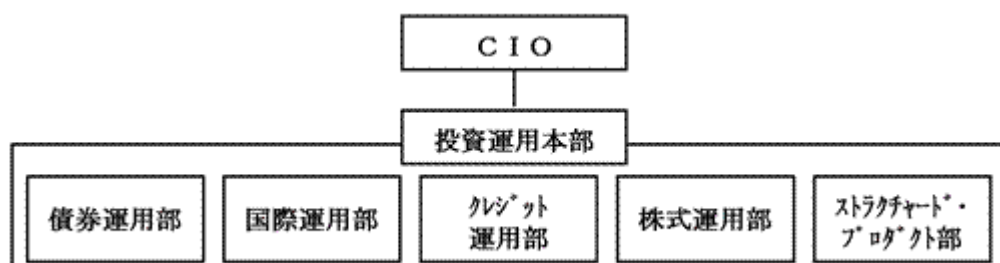 ＣＩＯ
投資運用本部
債券運用部
国際運用部
ｸﾚｼﾞｯﾄ
運用部
株式運用部
ｽﾄﾗｸﾁｬｰﾄﾞ・
ﾌﾟﾛﾀﾞｸﾄ部